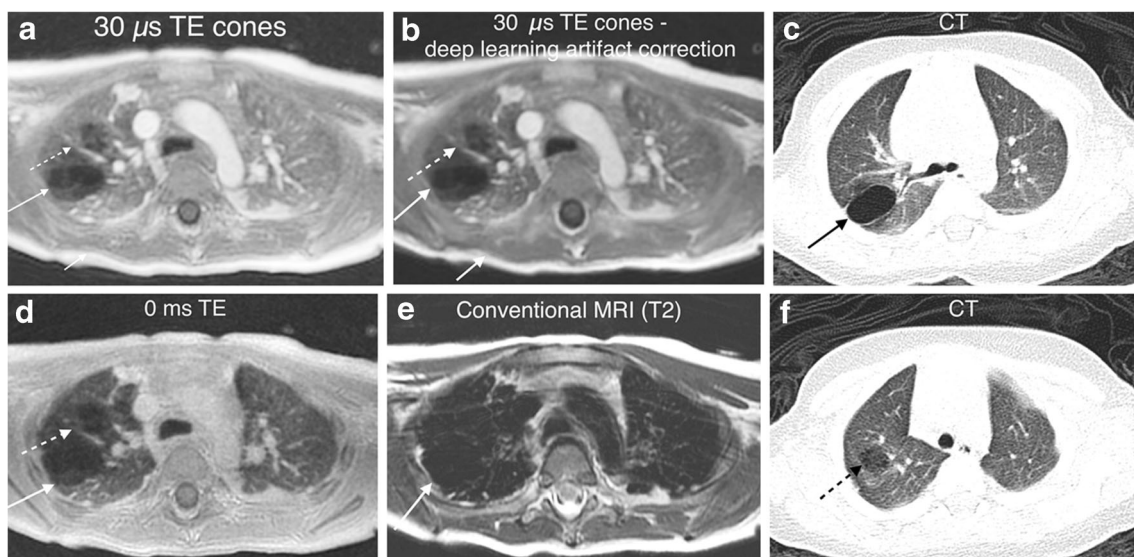 a
30 µs TE cones
b
30 µs TE cones -
deep learning artifact correction
c
CT
d
0 ms TE
e
Conventional MRI (T2)
f
CT